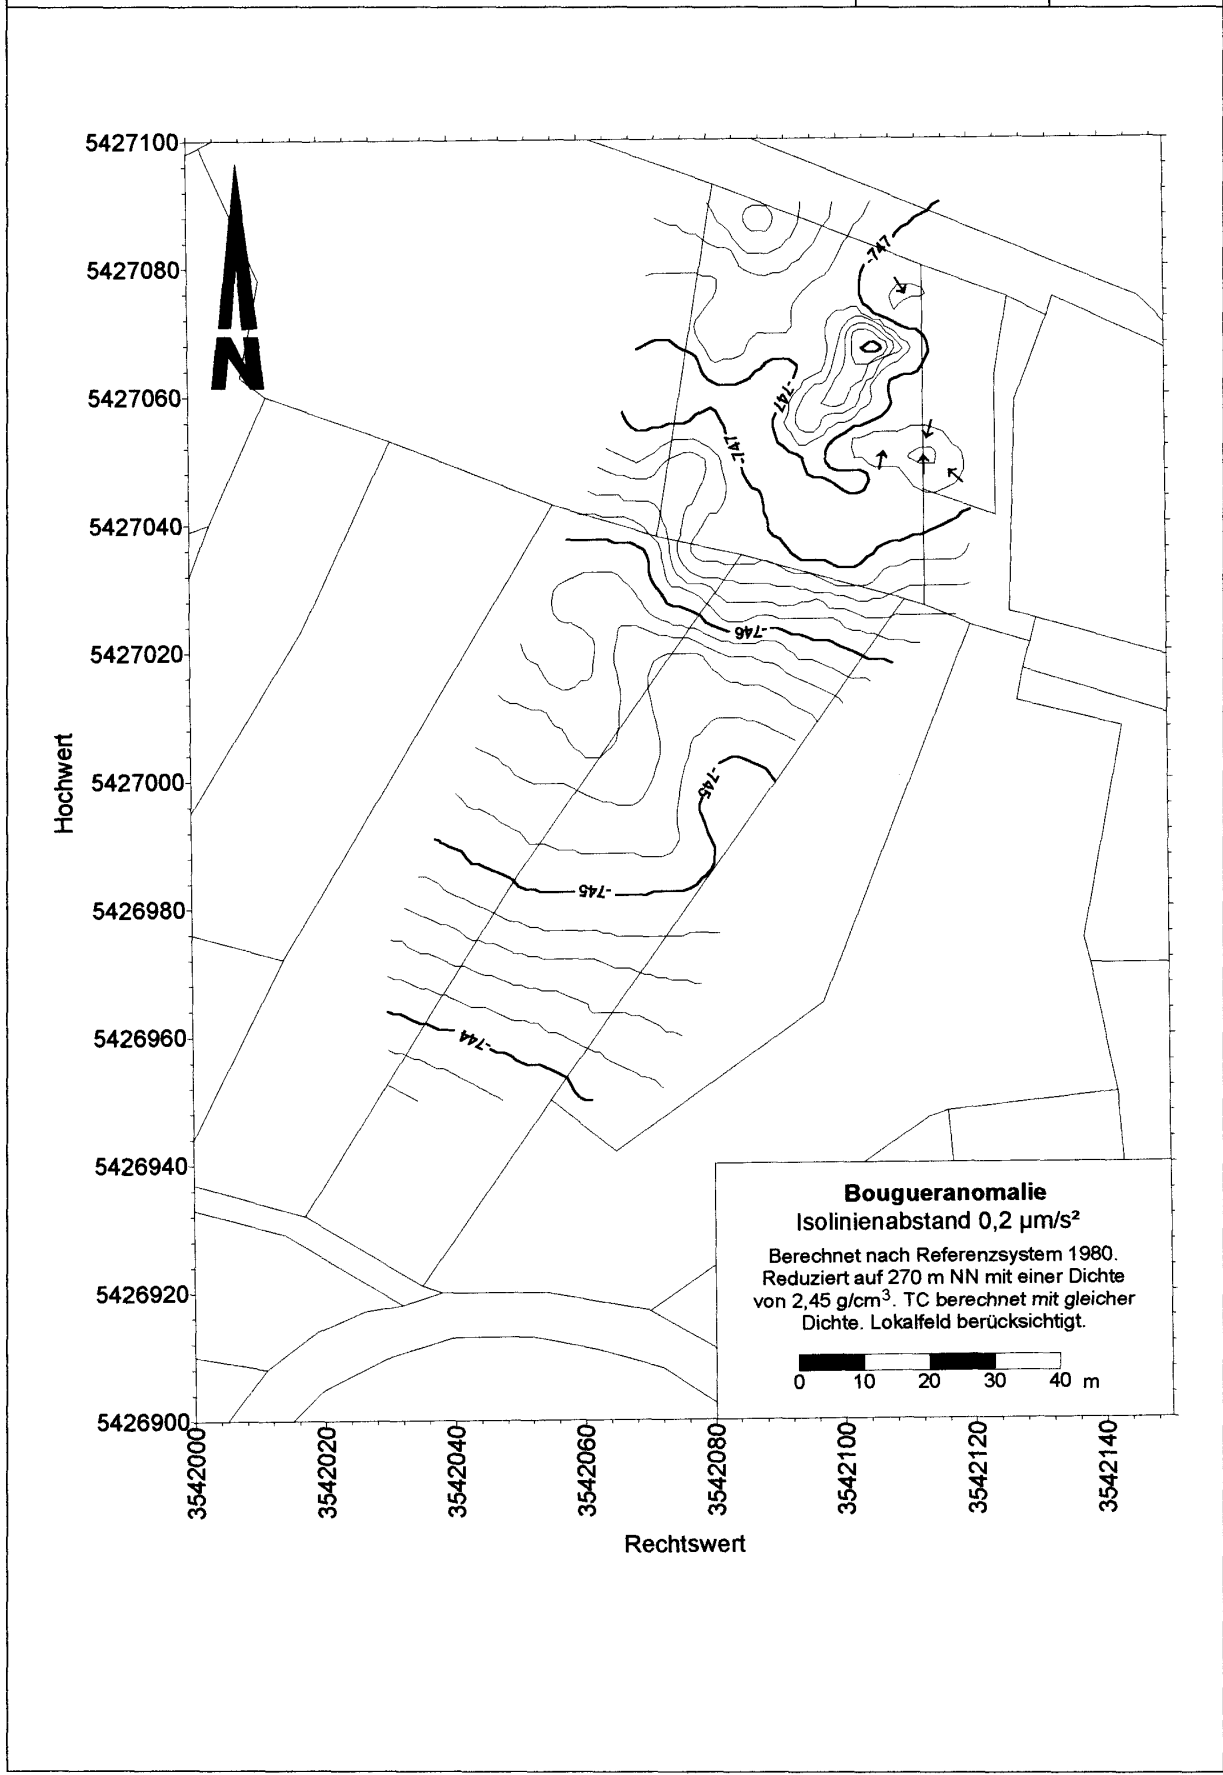 5427100
5427080
5427060
5427040
5427020
5427000
5426980
5426960
5426940
5426920
5426900
Hochwert
N
-747
-747
-747
-746
-745
-745
-744
Bougueranomalie
Isolinienabstand 0,2 µm/s²
Berechnet nach Referenzsystem 1980.
Reduziert auf 270 m NN mit einer Dichte
von 2,45 g/cm³. TC berechnet mit gleicher
Dichte. Lokalfeld berücksichtigt.
0 10 20 30 40 m
3542000
3542020
3542040
3542060
3542080
3542100
3542120
3542140
Rechtswert